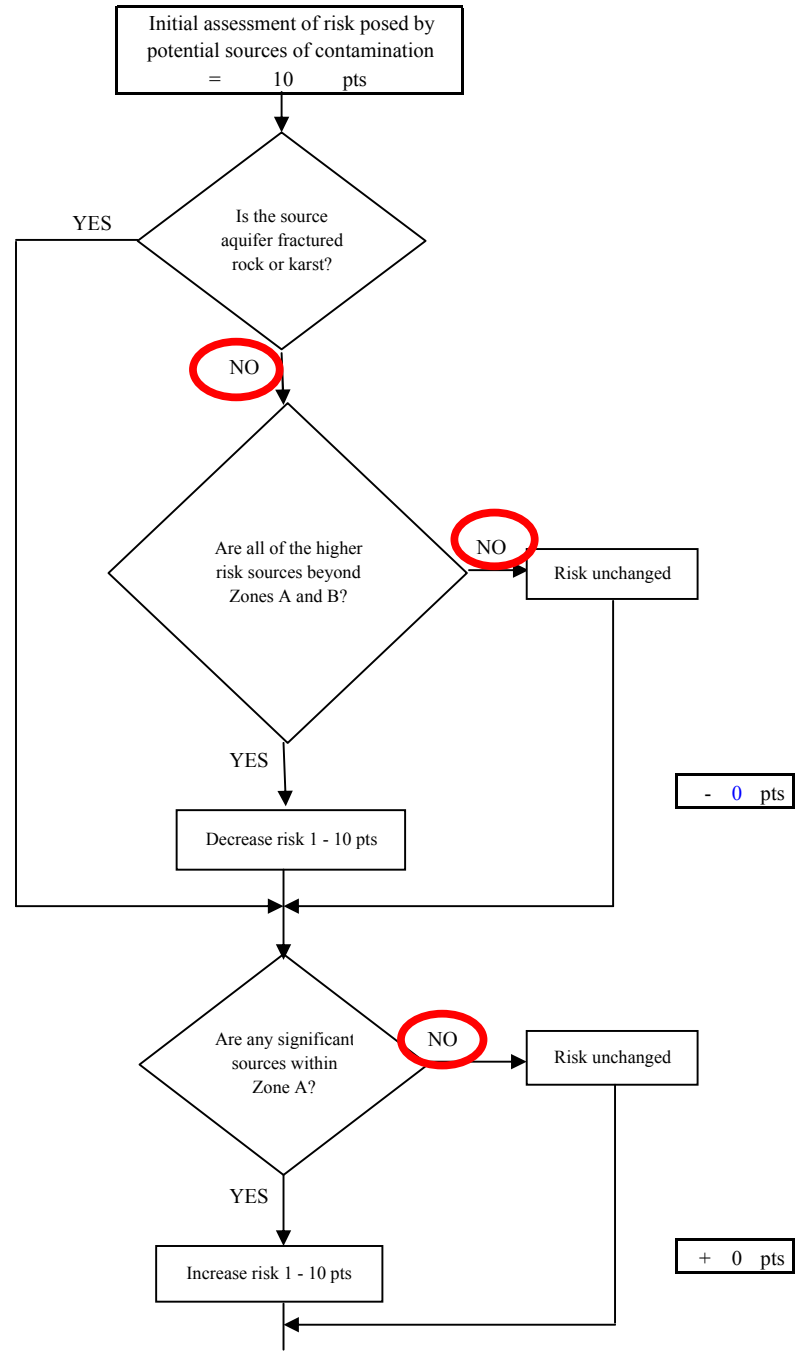 Initial assessment of risk posed by
potential sources of contamination
= 10 pts
YES
Is the source
aquifer fractured
rock or karst?
NO
Are all of the higher
risk sources beyond
Zones A and B?
NO
Risk unchanged
YES
- 0 pts
Decrease risk 1 - 10 pts
Are any significant
sources within
Zone A?
NO
Risk unchanged
YES
+ 0 pts
Increase risk 1 - 10 pts